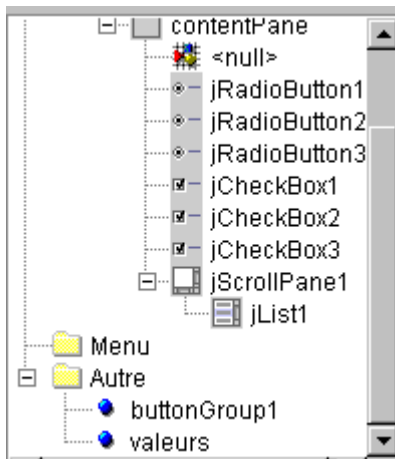 contentPane
<null>
jRadioButton1
jRadioButton2
jRadioButton3
jCheckBox1
jCheckBox2
jCheckBox3
jScrollPane1
jList1
Menu
Autre
buttonGroup1
valeurs